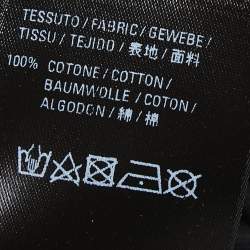 TESSUTO / FABRIC / GEWEBE /
TISSU / TEJIDO / 表地 / 面料
100% COTONE / COTTON /
BAUMWOLLE / COTON /
ALGODON / 綿 / 棉